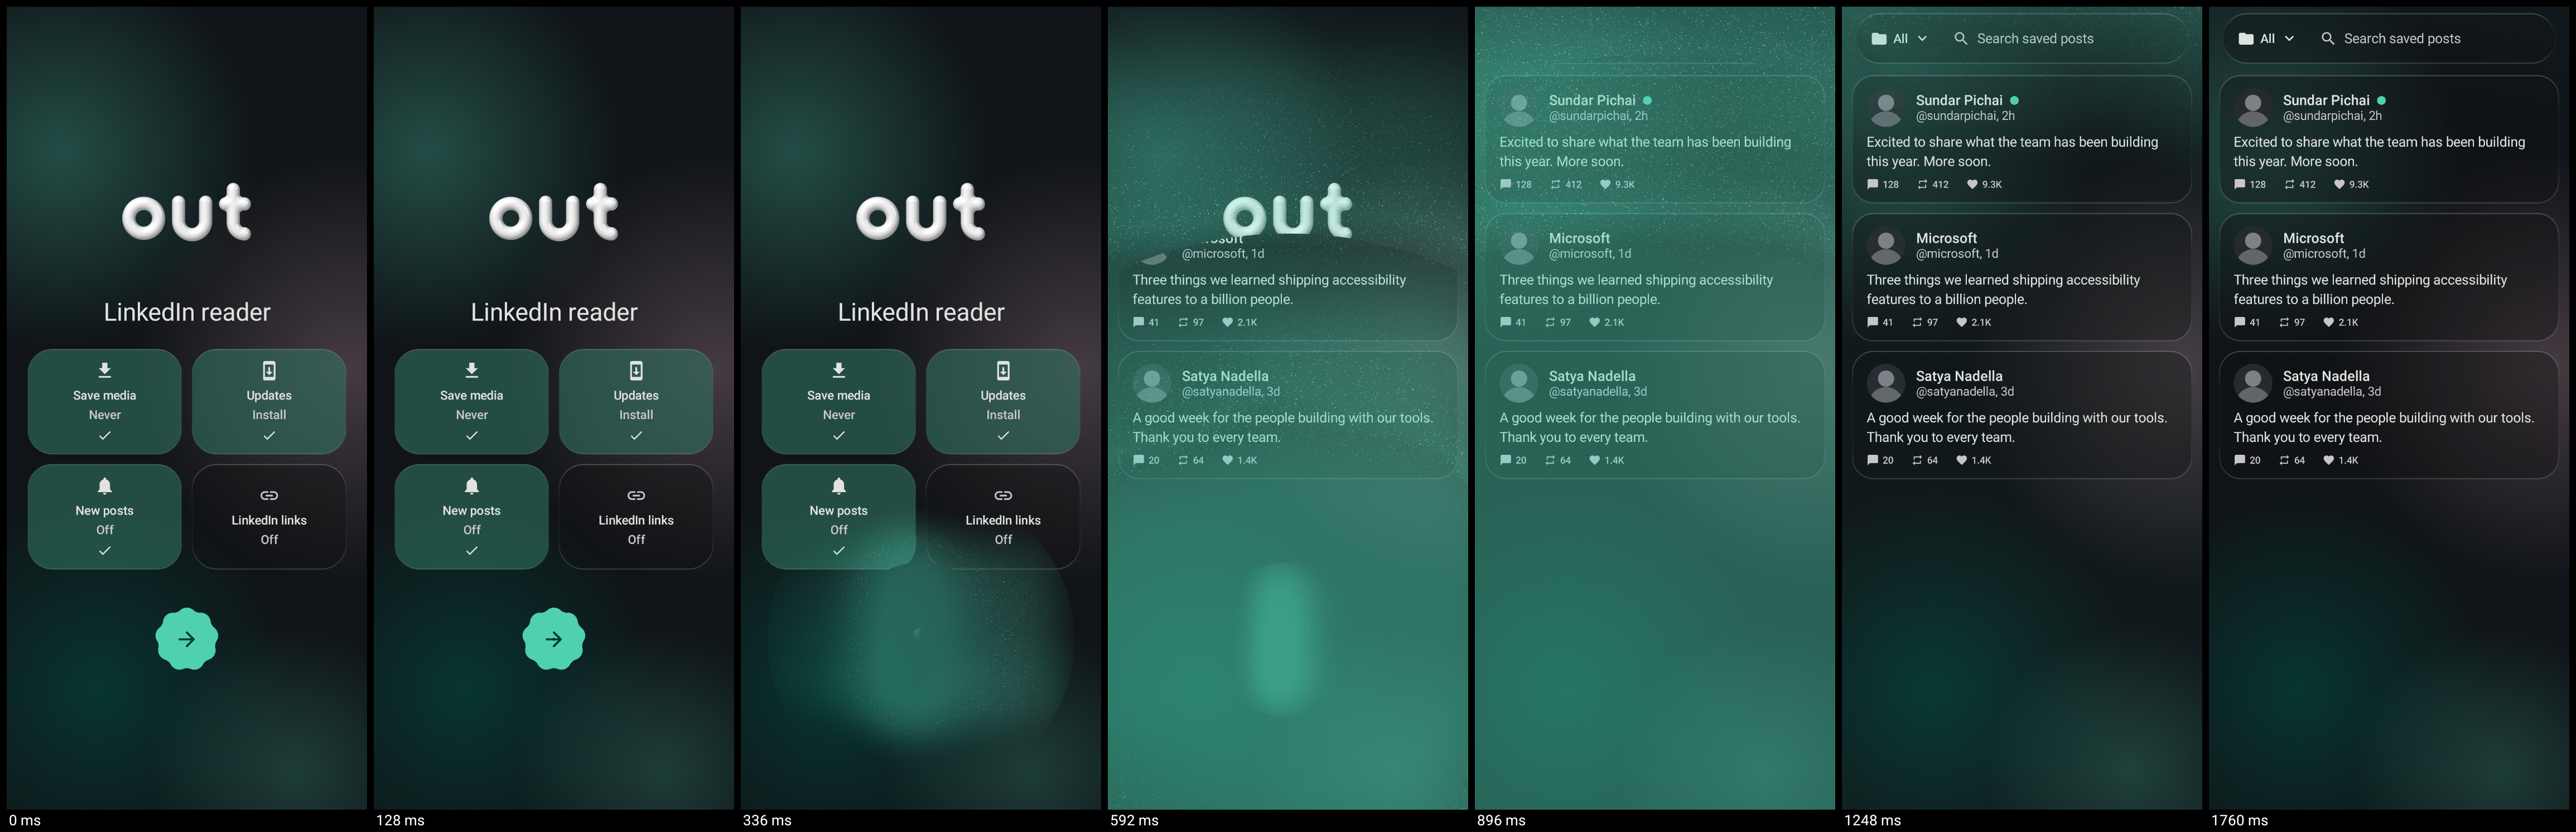 out
LinkedIn reader
Save media
Never
Updates
Install
New posts
Off
LinkedIn links
Off
0 ms
out
LinkedIn reader
Save media
Never
Updates
Install
New posts
Off
LinkedIn links
Off
128 ms
out
LinkedIn reader
Save media
Never
Updates
Install
New posts
Off
LinkedIn links
Off
336 ms
out
@microsoft, 1d
Three things we learned shipping accessibility
features to a billion people.
41 97 2.1K
Satya Nadella
@satyanadella, 3d
A good week for the people building with our tools.
Thank you to every team.
20 64 1.4K
592 ms
Sundar Pichai
@sundarpichai, 2h
Excited to share what the team has been building
this year. More soon.
128 412 9.3K
Microsoft
@microsoft, 1d
Three things we learned shipping accessibility
features to a billion people.
41 97 2.1K
Satya Nadella
@satyanadella, 3d
A good week for the people building with our tools.
Thank you to every team.
20 64 1.4K
896 ms
All Search saved posts
Sundar Pichai
@sundarpichai, 2h
Excited to share what the team has been building
this year. More soon.
128 412 9.3K
Microsoft
@microsoft, 1d
Three things we learned shipping accessibility
features to a billion people.
41 97 2.1K
Satya Nadella
@satyanadella, 3d
A good week for the people building with our tools.
Thank you to every team.
20 64 1.4K
1248 ms
All Search saved posts
Sundar Pichai
@sundarpichai, 2h
Excited to share what the team has been building
this year. More soon.
128 412 9.3K
Microsoft
@microsoft, 1d
Three things we learned shipping accessibility
features to a billion people.
41 97 2.1K
Satya Nadella
@satyanadella, 3d
A good week for the people building with our tools.
Thank you to every team.
20 64 1.4K
1760 ms